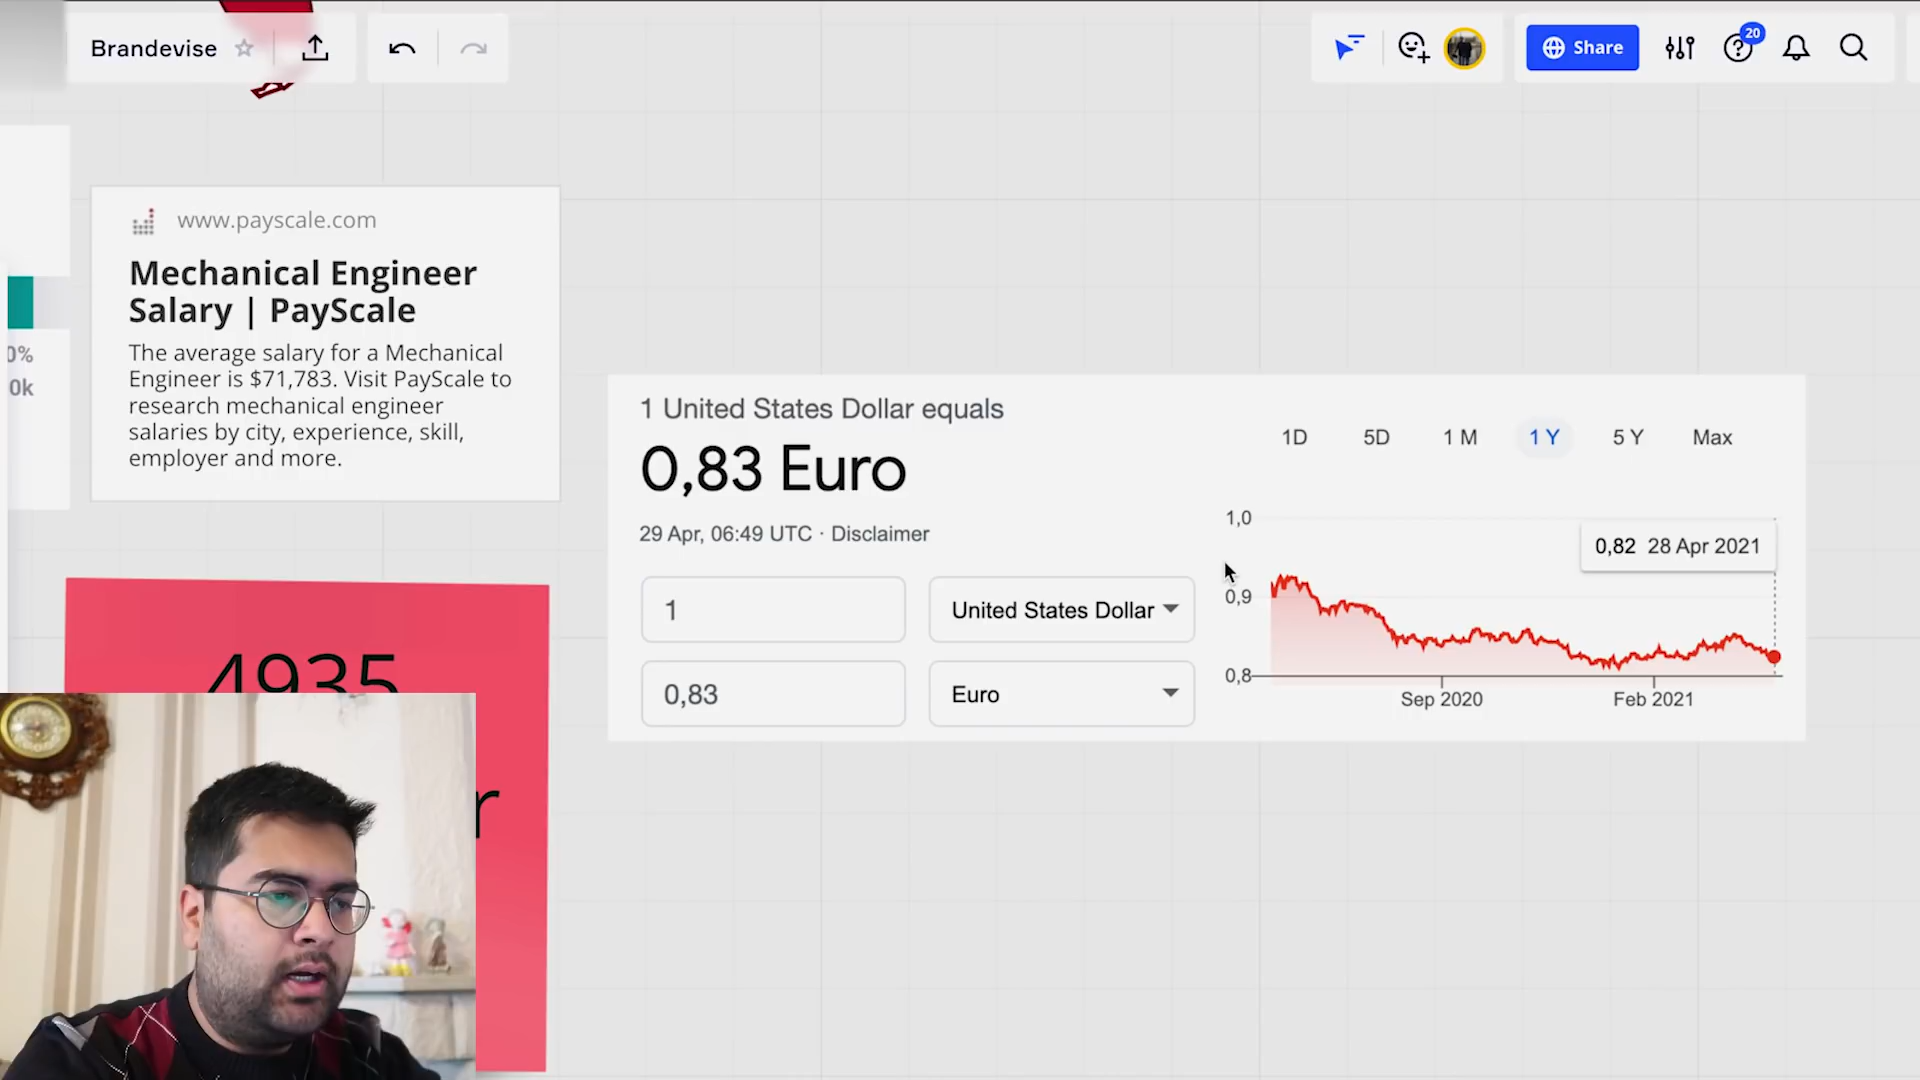 Brandevise
Share
20
0%
0k
www.payscale.com
Mechanical Engineer
Salary | PayScale
The average salary for a Mechanical
Engineer is $71,783. Visit PayScale to
research mechanical engineer
salaries by city, experience, skill,
employer and more.
4935
r
1 United States Dollar equals
0,83 Euro
29 Apr, 06:49 UTC · Disclaimer
1
United States Dollar
0,83
Euro
1D 5D 1 M 1 Y 5 Y Max
0,82 28 Apr 2021
1,0
0,9
0,8
Sep 2020 Feb 2021